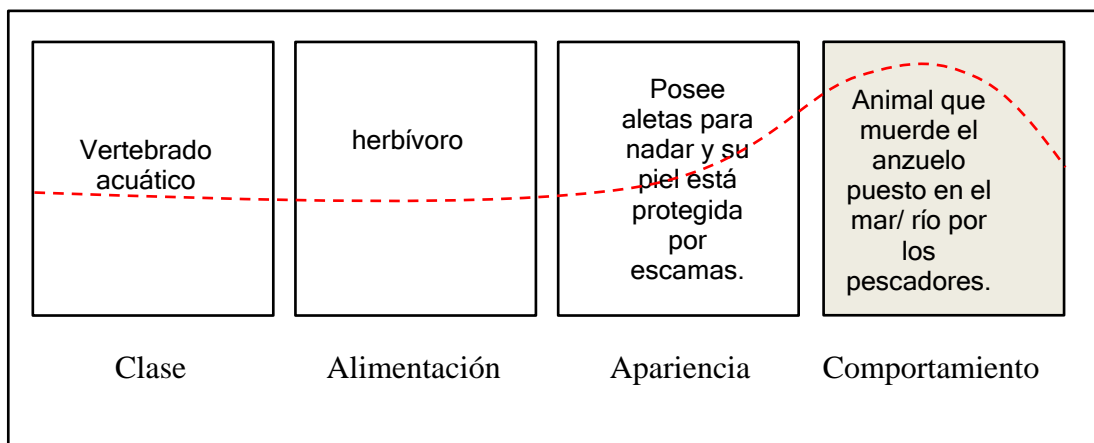 Vertebrado
acuático
herbívoro
Posee
aletas para
nadar y su
piel está
protegida
por
escamas.
Animal que
muerde el
anzuelo
puesto en el
mar/ río por
los
pescadores.
Clase
Alimentación
Apariencia
Comportamiento